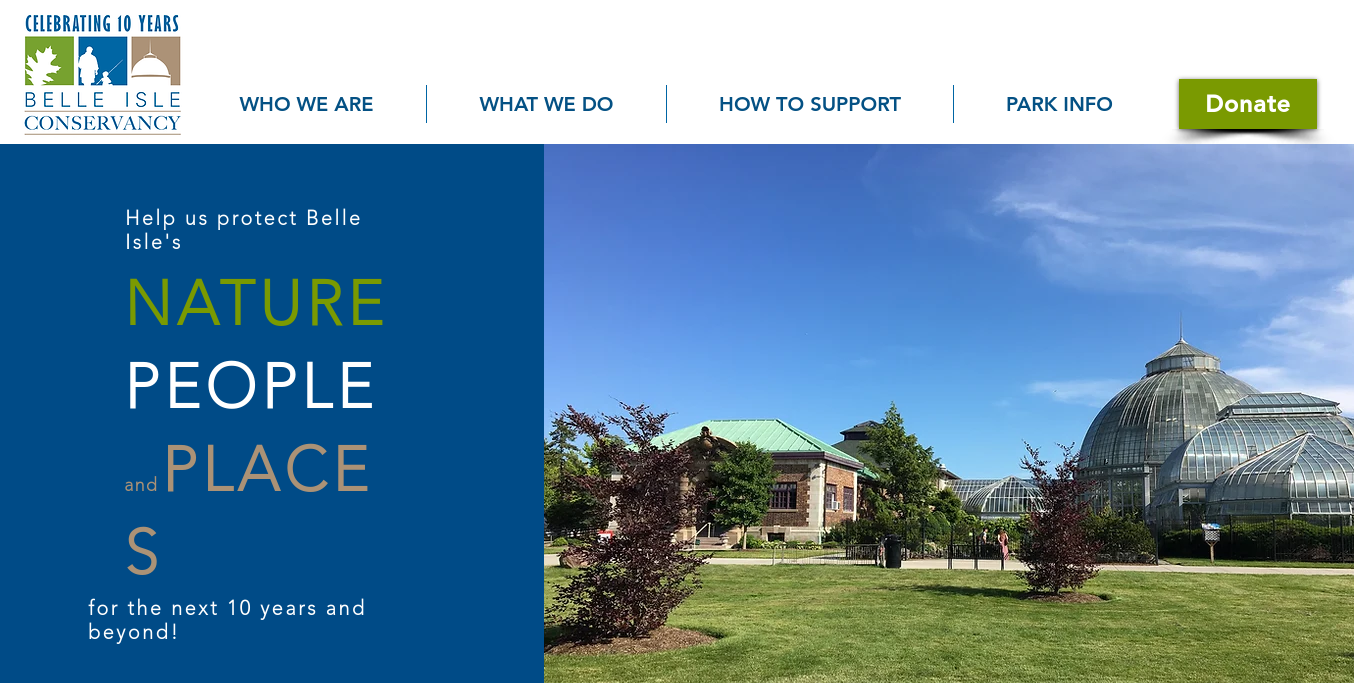 CELEBRATING 10 YEARS
BELLE ISLE
CONSERVANCY
WHO WE ARE
WHAT WE DO
HOW TO SUPPORT
PARK INFO
Donate
Help us protect Belle
Isle's
NATURE
PEOPLE
and PLACE
S
for the next 10 years and
beyond!